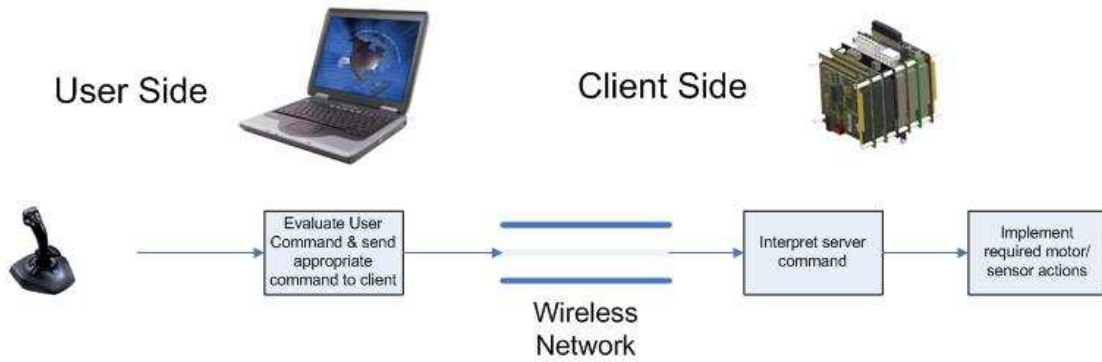 User Side
Client Side
Evaluate User
Command & send
appropriate
command to client
Interpret server
command
Implement
required motor/
sensor actions
Wireless
Network